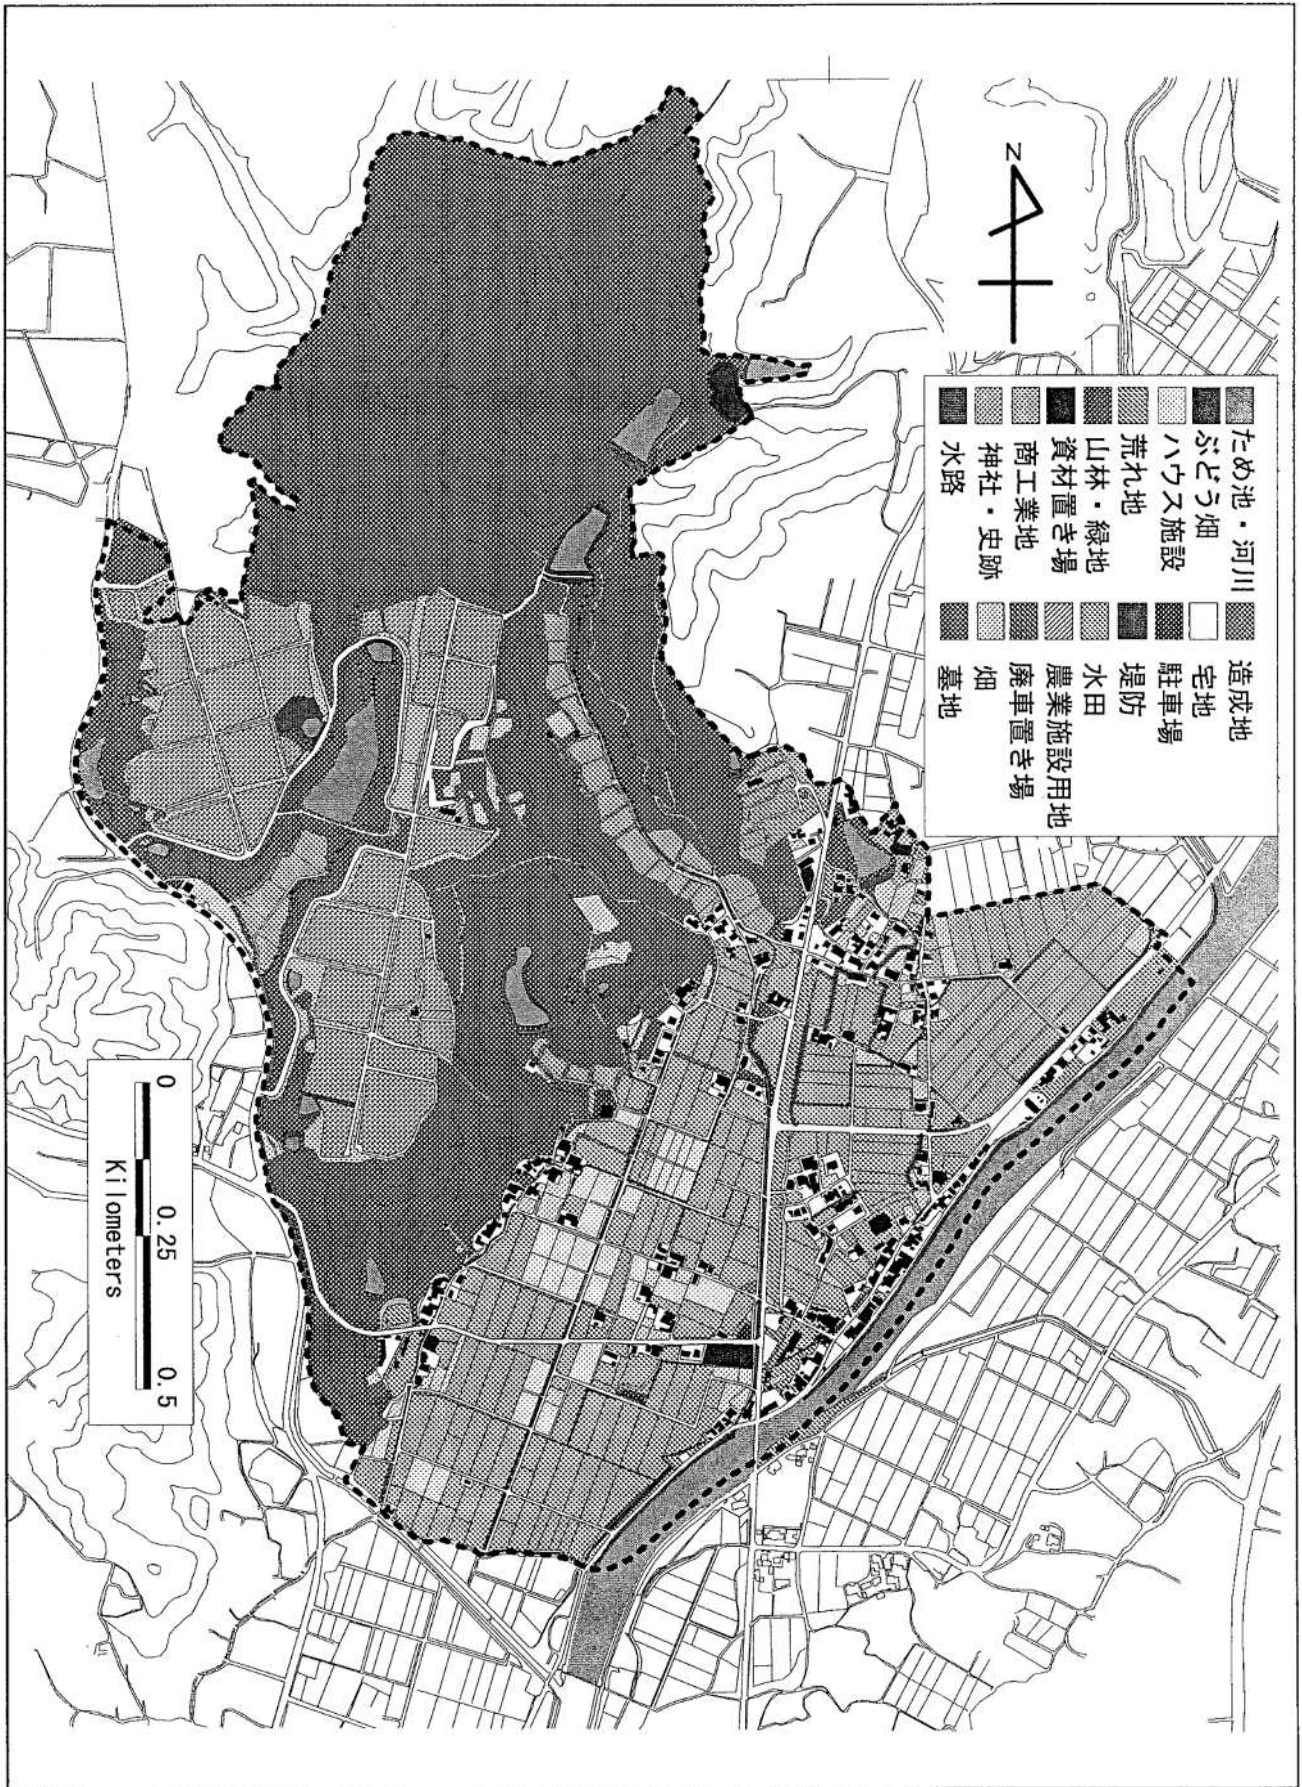 N
ため池・河川
ぶどう畑
ハウス施設
荒れ地
山林・緑地
資材置き場
商工業地
神社・史跡
水路
造成地
宅地
駐車場
堤防
水田
農業施設用地
廃車置き場
畑
墓地
0 0.25 0.5
Kilometers